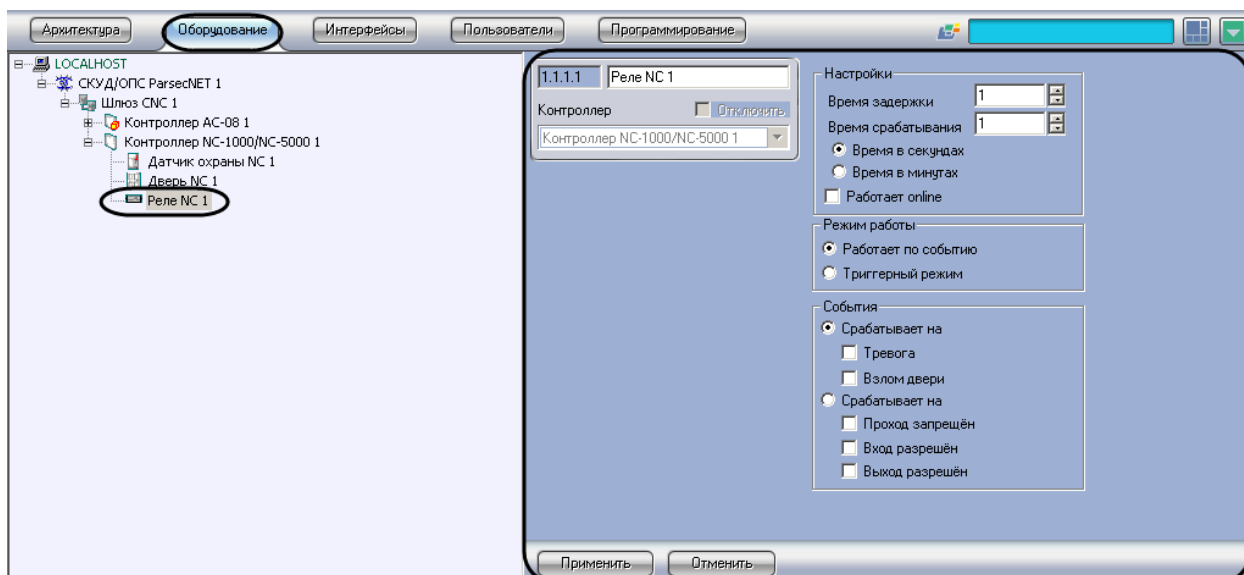 Архитектура Оборудование Интерфейсы Пользователи Программирование
LOCALHOST
СКУД/ОПС ParsecNET 1
Шлюз CNC 1
Контроллер AC-08 1
Контроллер NC-1000/NC-5000 1
Датчик охраны NC 1
Дверь NC 1
Реле NC 1
1.1.1.1 Реле NC 1
Контроллер Отключить
Контроллер NC-1000/NC-5000 1
Настройки
Время задержки 1
Время срабатывания 1
Время в секундах
Время в минутах
Работает online
Режим работы
Работает по событию
Триггерный режим
События
Срабатывает на
Тревога
Взлом двери
Срабатывает на
Проход запрещён
Вход разрешён
Выход разрешён
Применить Отменить